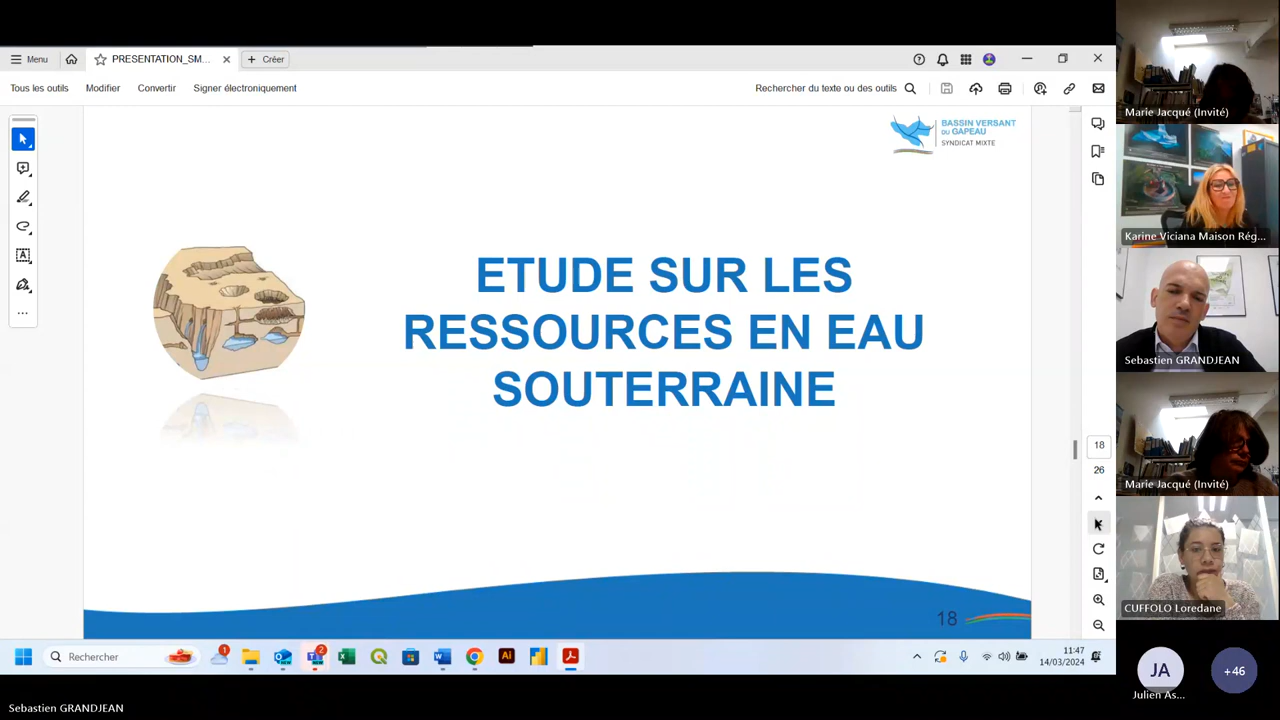 Menu
PRESENTATION_SM...
Créer
Tous les outils
Modifier
Convertir
Signer électroniquement
Rechercher du texte ou des outils
BASSIN VERSANT
DU GAPEAU
SYNDICAT MIXTE
ETUDE SUR LES
RESSOURCES EN EAU
SOUTERRAINE
18
18
26
Rechercher
1
2
11:47
14/03/2024
Marie Jacqué (Invité)
Karine Viciana Maison Rég...
Sebastien GRANDJEAN
Marie Jacqué (Invité)
CUFFOLO Loredane
JA
Julien As...
+46
Sebastien GRANDJEAN